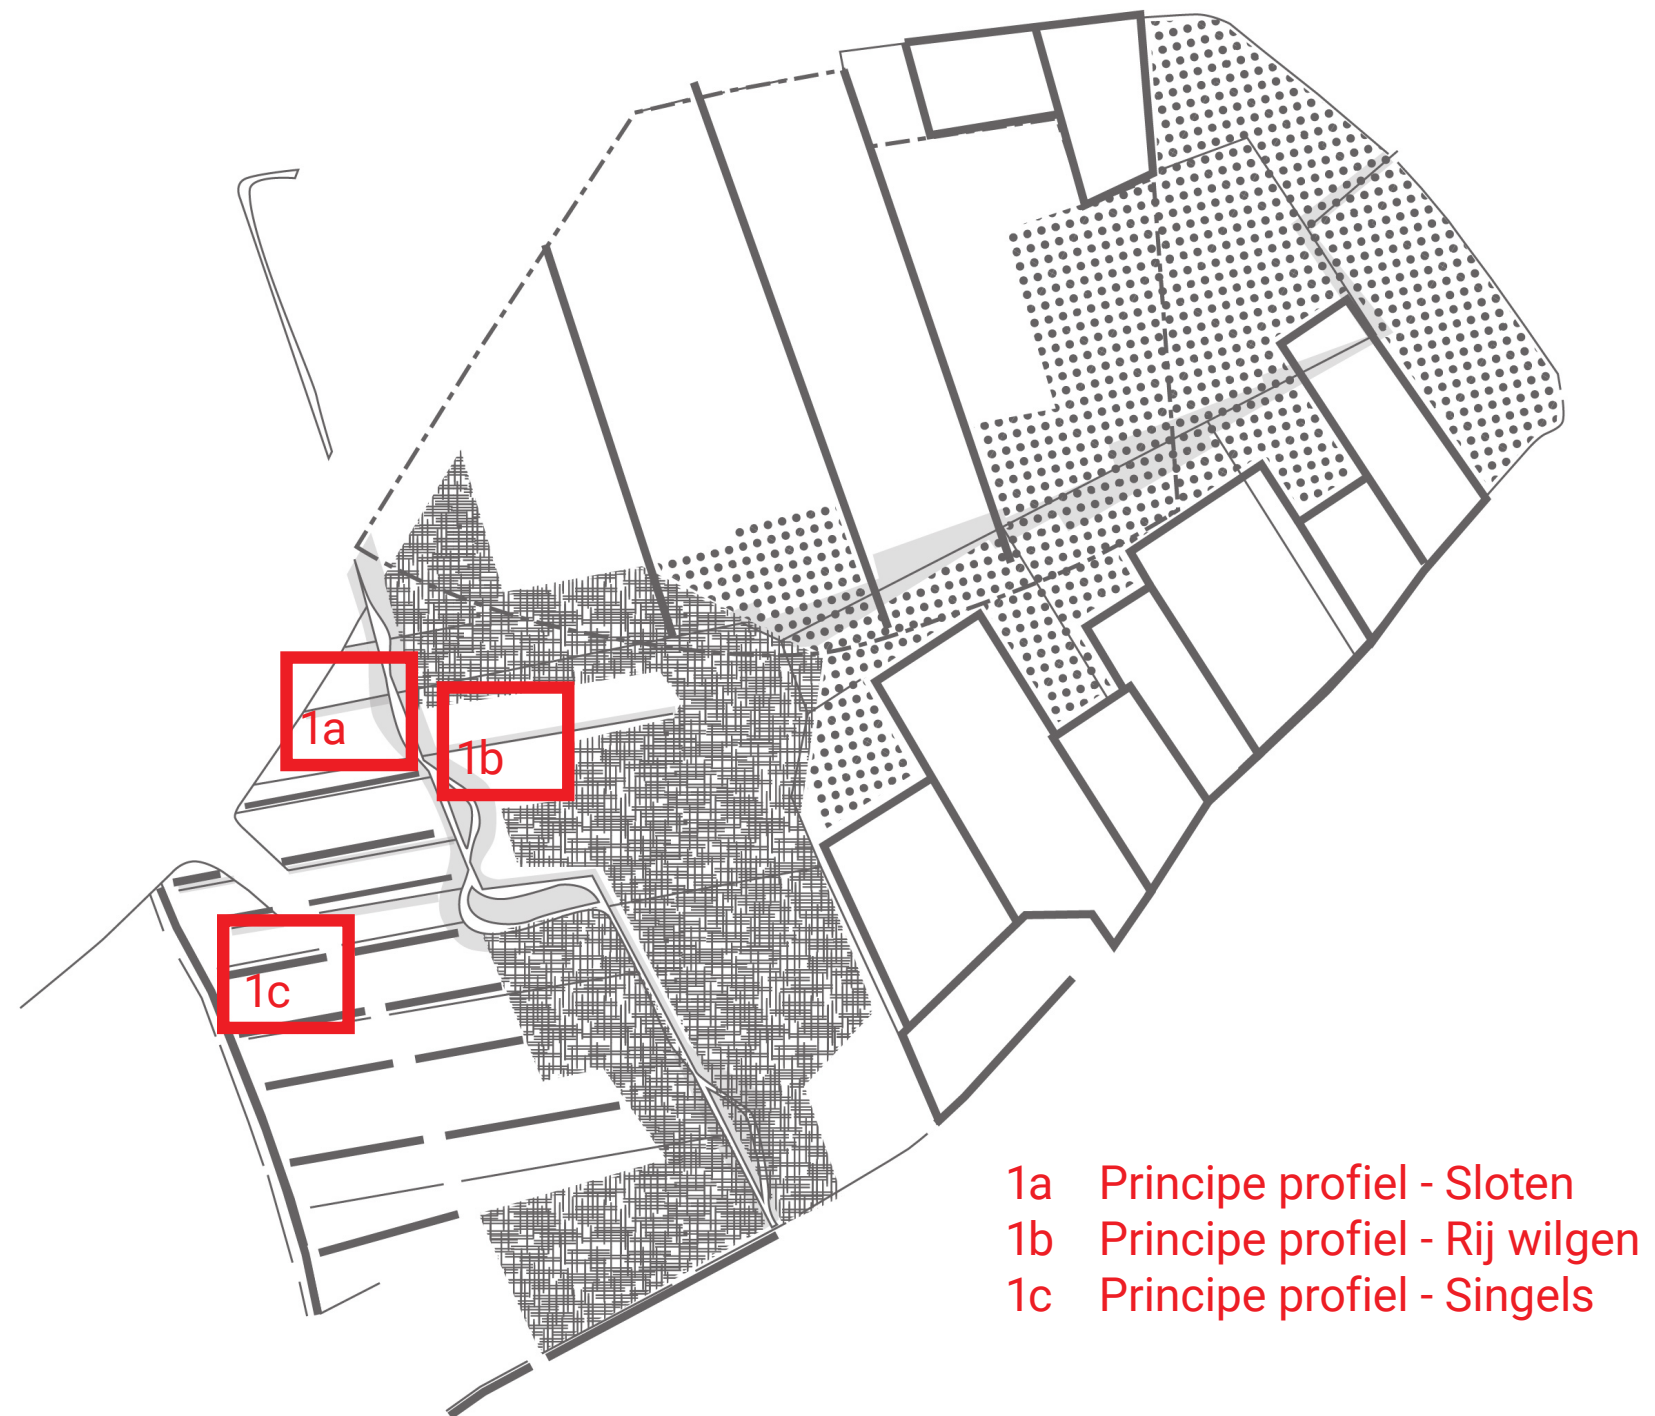 1a
1b
1c
1a Principe profiel - Sloten
1b Principe profiel - Rij wilgen
1c Principe profiel - Singels